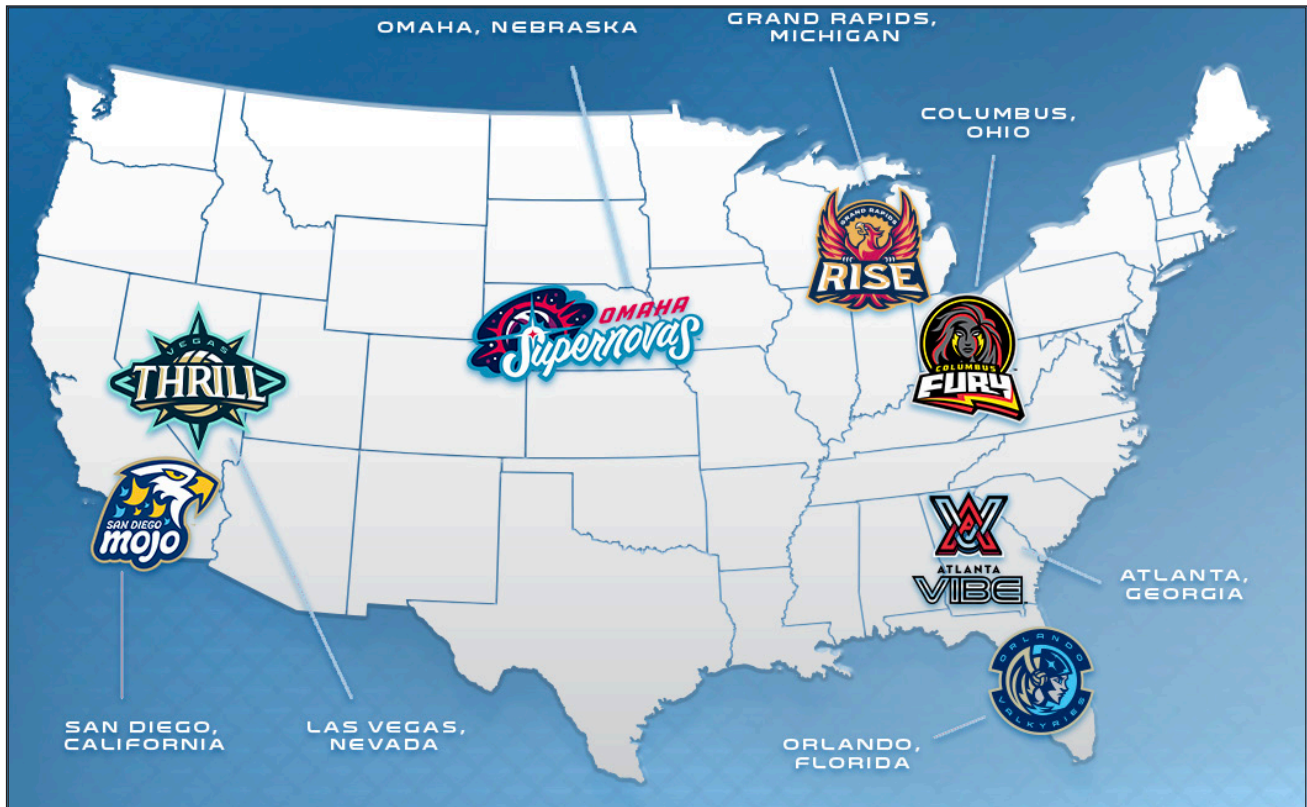 OMAHA, NEBRASKA
GRAND RAPIDS,
MICHIGAN
COLUMBUS,
OHIO
GRAND RAPIDS
RISE
OMAHA
Supernovas
VEGAS
THRILL
COLUMBUS
FURY
SAN DIEGO
mojo
ATLANTA
VIBE
ATLANTA,
GEORGIA
ORLANDO
VALKYRIES
SAN DIEGO,
CALIFORNIA
LAS VEGAS,
NEVADA
ORLANDO,
FLORIDA